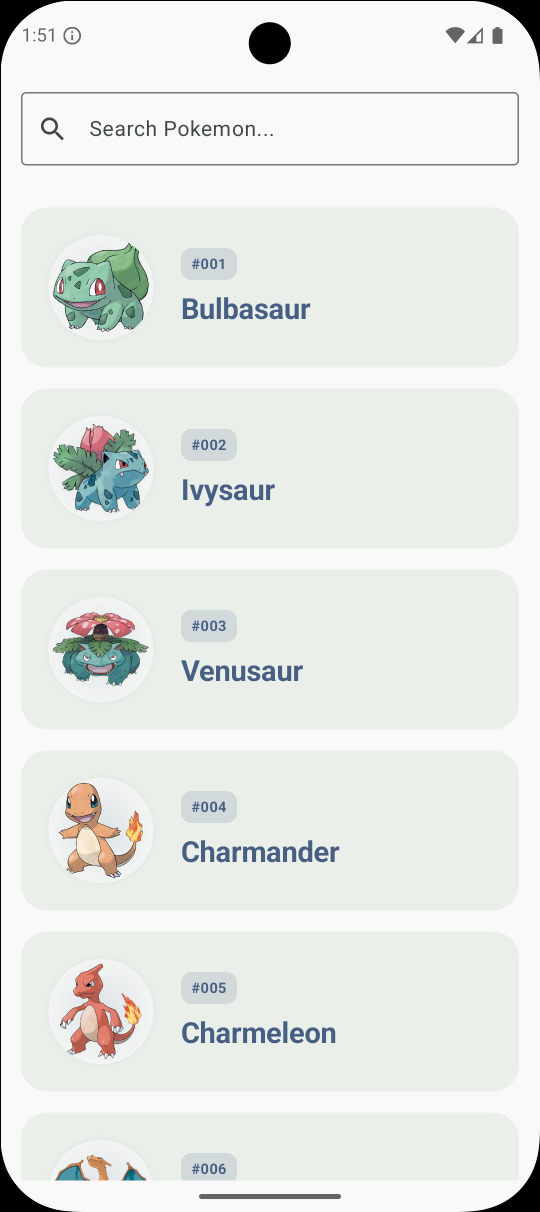 1:51
Search Pokemon...
#001
Bulbasaur
#002
Ivysaur
#003
Venusaur
#004
Charmander
#005
Charmeleon
#006